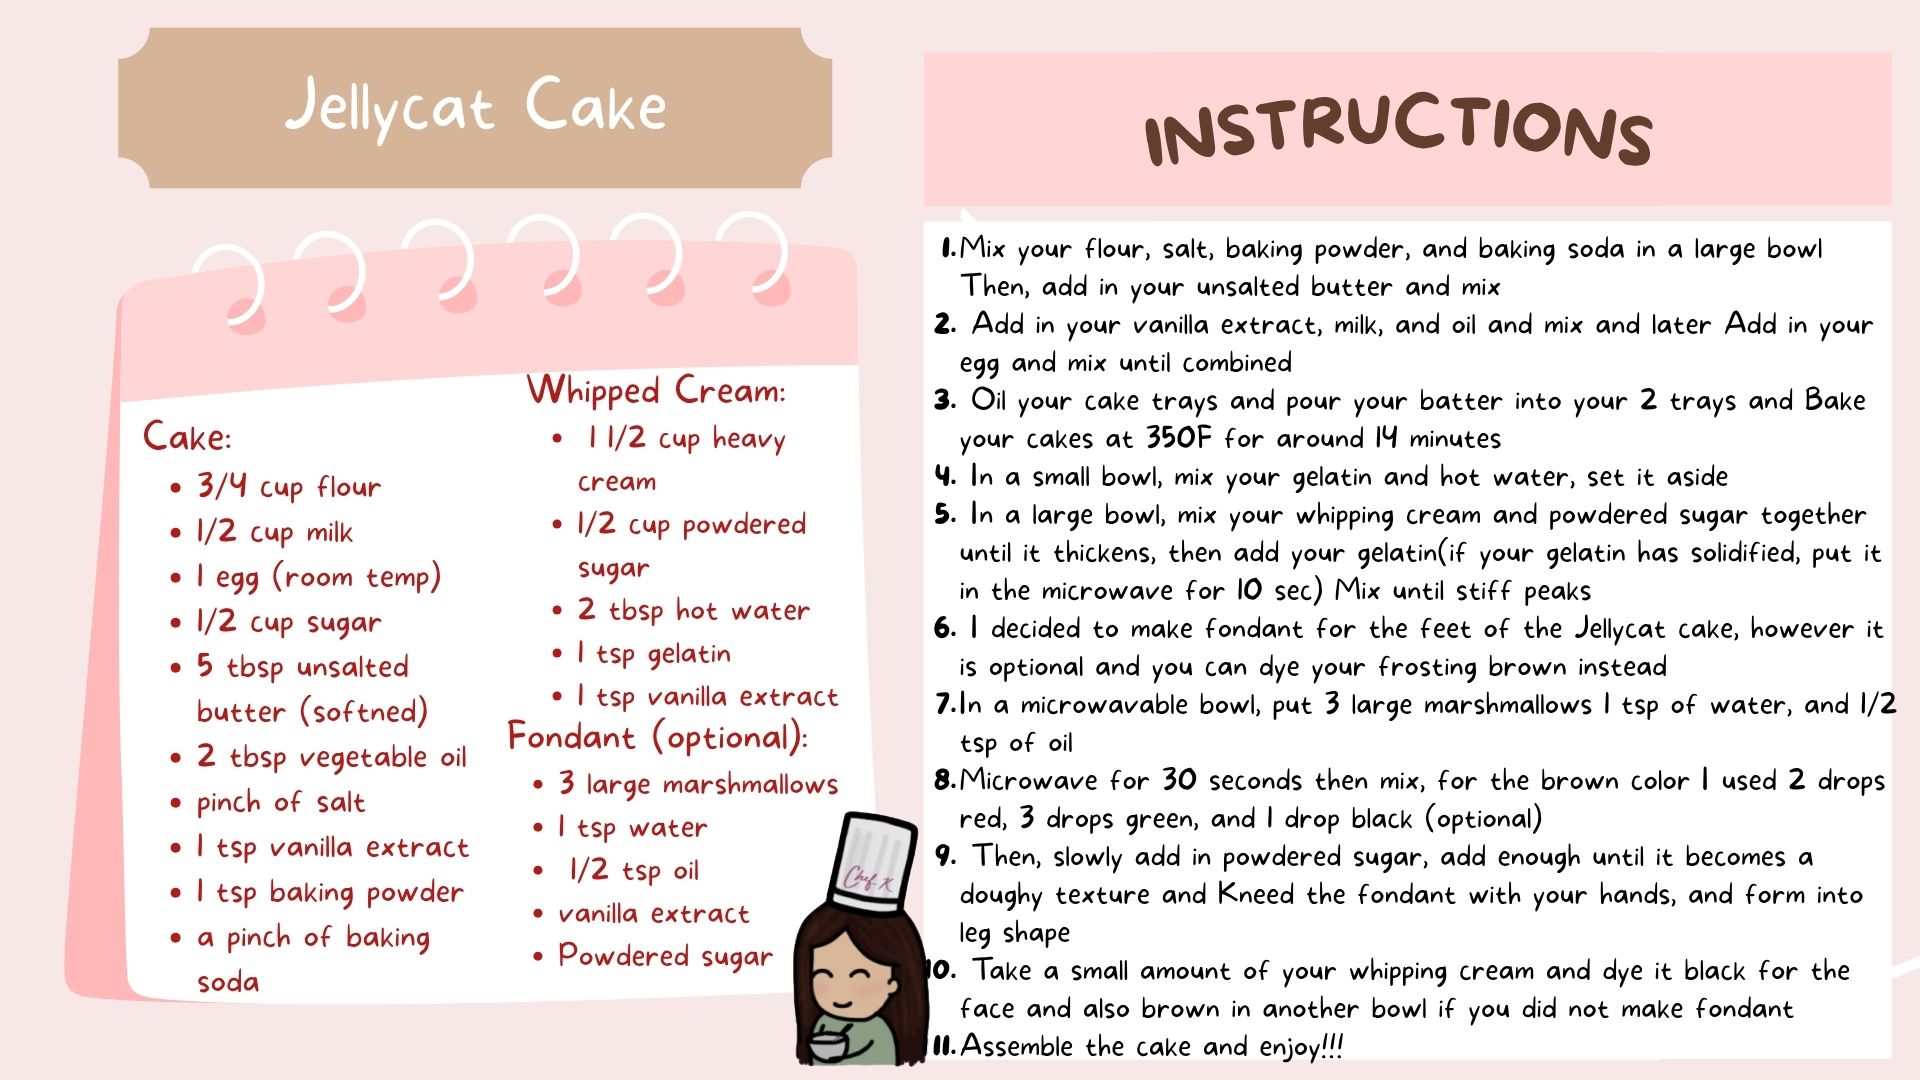 Jellycat Cake
Cake:
3/4 cup flour
1/2 cup milk
1 egg (room temp)
1/2 cup sugar
5 tbsp unsalted
butter (softned)
2 tbsp vegetable oil
pinch of salt
1 tsp vanilla extract
1 tsp baking powder
a pinch of baking
soda
Whipped Cream:
1 1/2 cup heavy
cream
1/2 cup powdered
sugar
2 tbsp hot water
1 tsp gelatin
1 tsp vanilla extract
Fondant (optional):
3 large marshmallows
1 tsp water
1/2 tsp oil
vanilla extract
Powdered sugar
Chef K
INSTRUCTIONS
1. Mix your flour, salt, baking powder, and baking soda in a large bowl
Then, add in your unsalted butter and mix
2. Add in your vanilla extract, milk, and oil and mix and later Add in your
egg and mix until combined
3. Oil your cake trays and pour your batter into your 2 trays and Bake
your cakes at 350F for around 14 minutes
4. In a small bowl, mix your gelatin and hot water, set it aside
5. In a large bowl, mix your whipping cream and powdered sugar together
until it thickens, then add your gelatin(if your gelatin has solidified, put it
in the microwave for 10 sec) Mix until stiff peaks
6. I decided to make fondant for the feet of the Jellycat cake, however it
is optional and you can dye your frosting brown instead
7. In a microwavable bowl, put 3 large marshmallows 1 tsp of water, and 1/2
tsp of oil
8. Microwave for 30 seconds then mix, for the brown color I used 2 drops
red, 3 drops green, and 1 drop black (optional)
9. Then, slowly add in powdered sugar, add enough until it becomes a
doughy texture and Kneed the fondant with your hands, and form into
leg shape
10. Take a small amount of your whipping cream and dye it black for the
face and also brown in another bowl if you did not make fondant
11. Assemble the cake and enjoy!!!